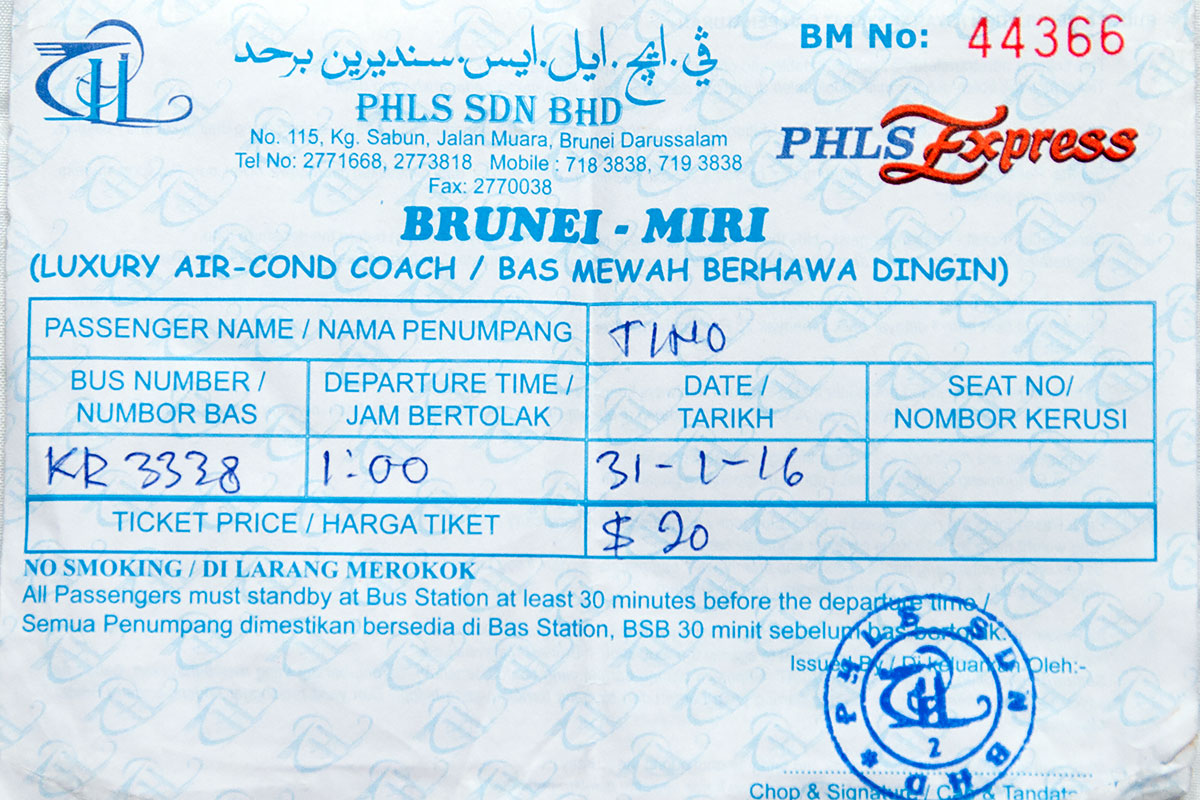 BM No: 44366
ڤي.ايچ.ايل.ايس.سنديرين برحد
PHLS SDN BHD
No. 115, Kg. Sabun, Jalan Muara, Brunei Darussalam
Tel No: 2771668, 2773818 Mobile : 718 3838, 719 3838
Fax: 2770038
PHLS Express
BRUNEI - MIRI
(LUXURY AIR-COND COACH / BAS MEWAH BERHAWA DINGIN)
PASSENGER NAME / NAMA PENUMPANG TINO
BUS NUMBER / NUMBOR BAS
DEPARTURE TIME / JAM BERTOLAK
DATE / TARIKH
SEAT NO/ NOMBOR KERUSI
KR 3338 1:00 31-1-16
TICKET PRICE / HARGA TIKET $ 20
NO SMOKING / DI LARANG MEROKOK
All Passengers must standby at Bus Station at least 30 minutes before the departure time /
Semua Penumpang dimestikan bersedia di Bas Station, BSB 30 minit sebelum bas bertolak.
Issued By / Di keluarkan Oleh:-
PHLS SDN BHD
2
Chop & Signature / Cop & Tandata